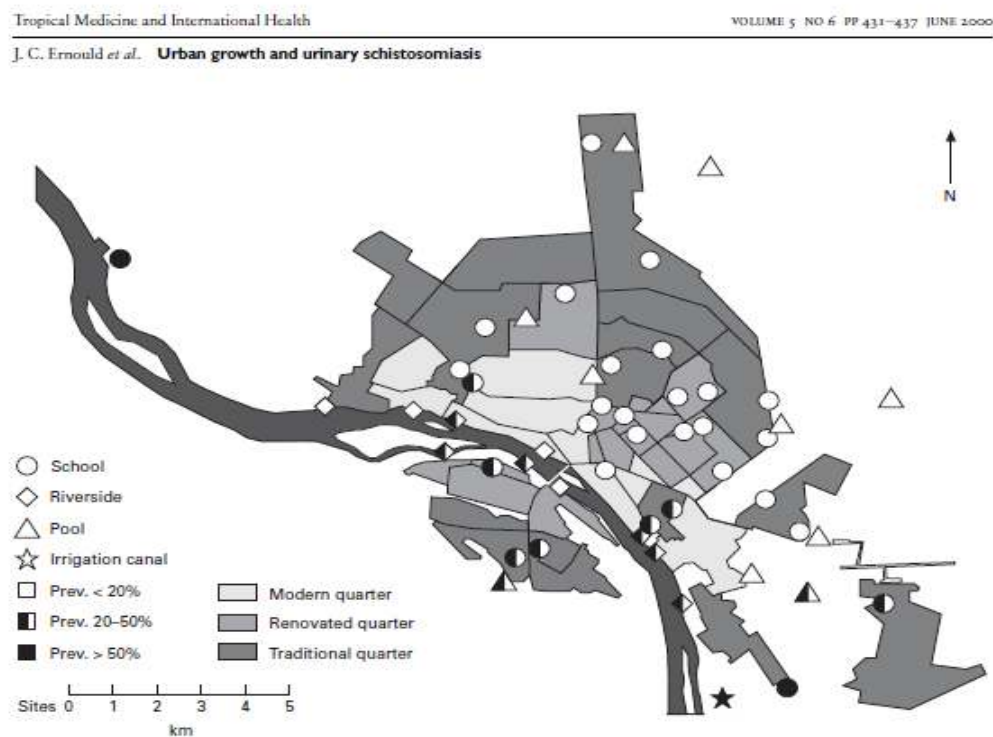 Tropical Medicine and International Health
VOLUME 5 NO 6 PP 431–437 JUNE 2000
J. C. Ernould et al. Urban growth and urinary schistosomiasis
N
School
Riverside
Pool
Irrigation canal
Prev. < 20%
Prev. 20–50%
Prev. > 50%
Modern quarter
Renovated quarter
Traditional quarter
Sites 0 1 2 3 4 5
km